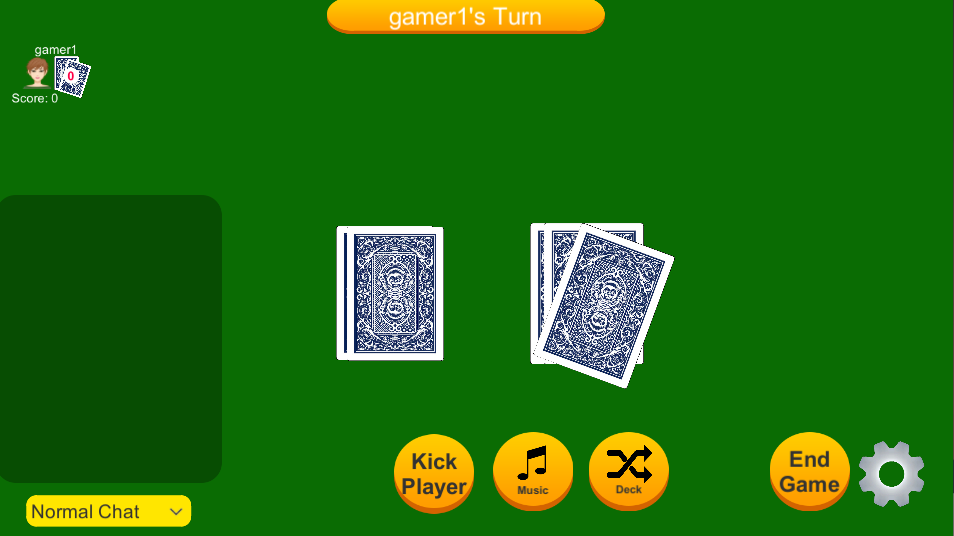 gamer1's Turn
gamer1
0
Score: 0
Kick
Player
Music
Deck
End
Game
Normal Chat